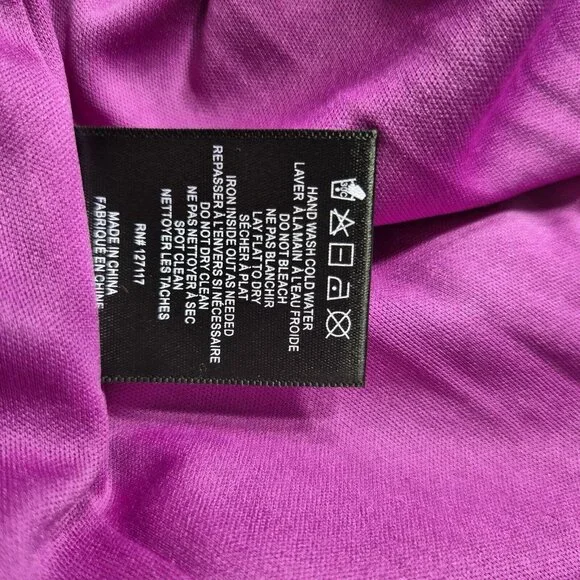 HAND WASH COLD WATER
LAVER À LA MAIN À L'EAU FROIDE
DO NOT BLEACH
NE PAS BLANCHIR
LAY FLAT TO DRY
SÉCHER À PLAT
IRON INSIDE OUT AS NEEDED
REPASSER À L'ENVERS SI NÉCESSAIRE
DO NOT DRY CLEAN
NE PAS NETTOYER À SEC
SPOT CLEAN
NETTOYER LES TACHES
RN# 127117
MADE IN CHINA
FABRIQUÉ EN CHINE